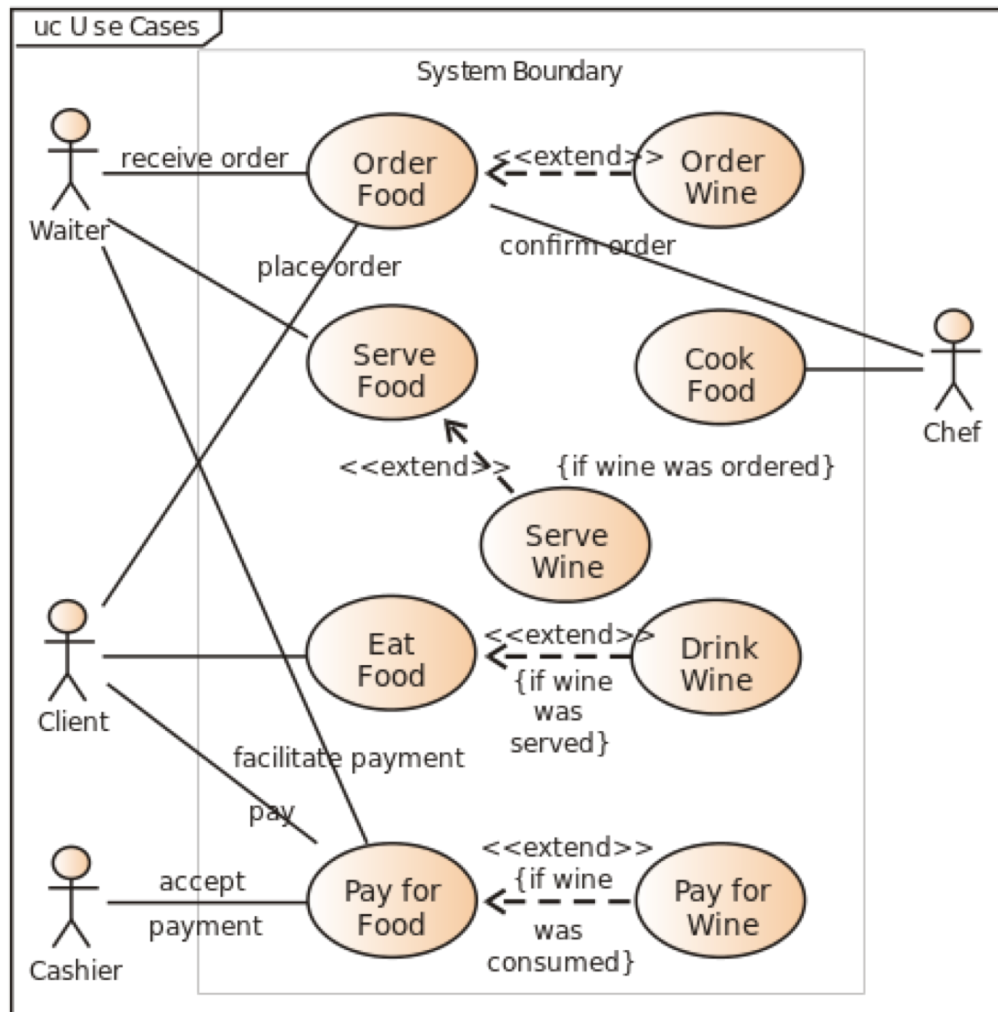 uc Use Cases
System Boundary
receive order
Order
Food
<<extend>>
Order
Wine
Waiter
place order
confirm order
Serve
Food
Cook
Food
Chef
<<extend>>
{if wine was ordered}
Serve
Wine
Client
Eat
Food
<<extend>>
{if wine
was
served}
Drink
Wine
facilitate payment
pay
Cashier
accept
payment
Pay for
Food
<<extend>>
{if wine
was
consumed}
Pay for
Wine